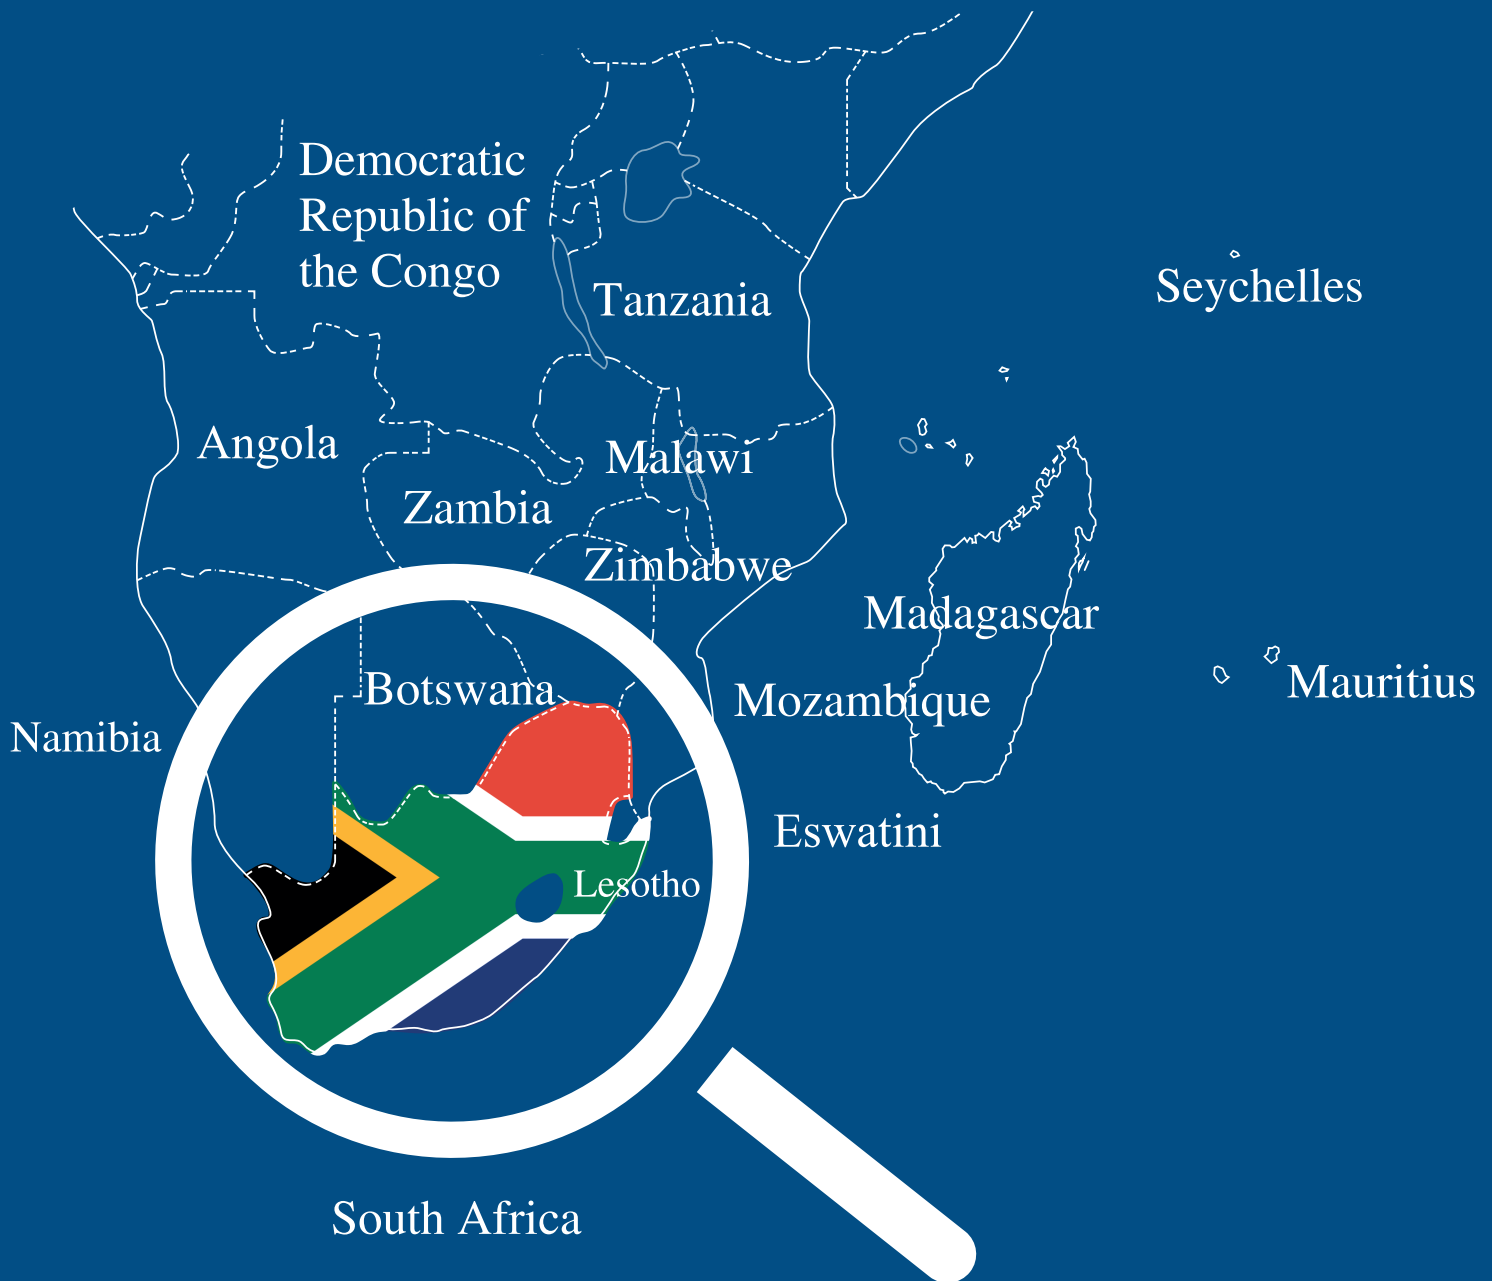 Democratic
Republic of
the Congo
Tanzania
Seychelles
Angola
Malawi
Zambia
Zimbabwe
Madagascar
Botswana
Mozambique
Mauritius
Namibia
Eswatini
Lesotho
South Africa